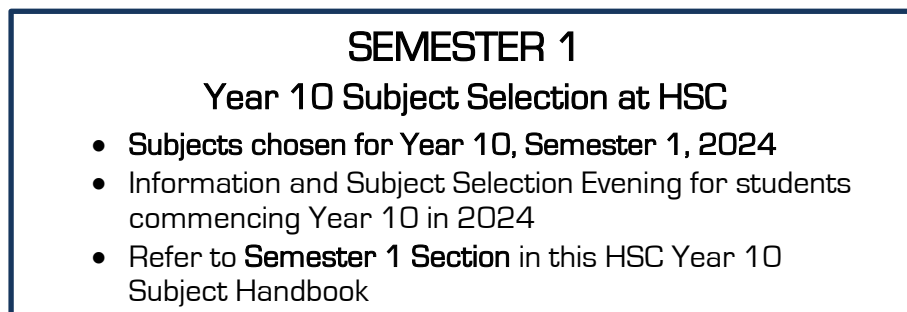 SEMESTER 1
Year 10 Subject Selection at HSC
• Subjects chosen for Year 10, Semester 1, 2024
• Information and Subject Selection Evening for students
commencing Year 10 in 2024
• Refer to Semester 1 Section in this HSC Year 10
Subject Handbook